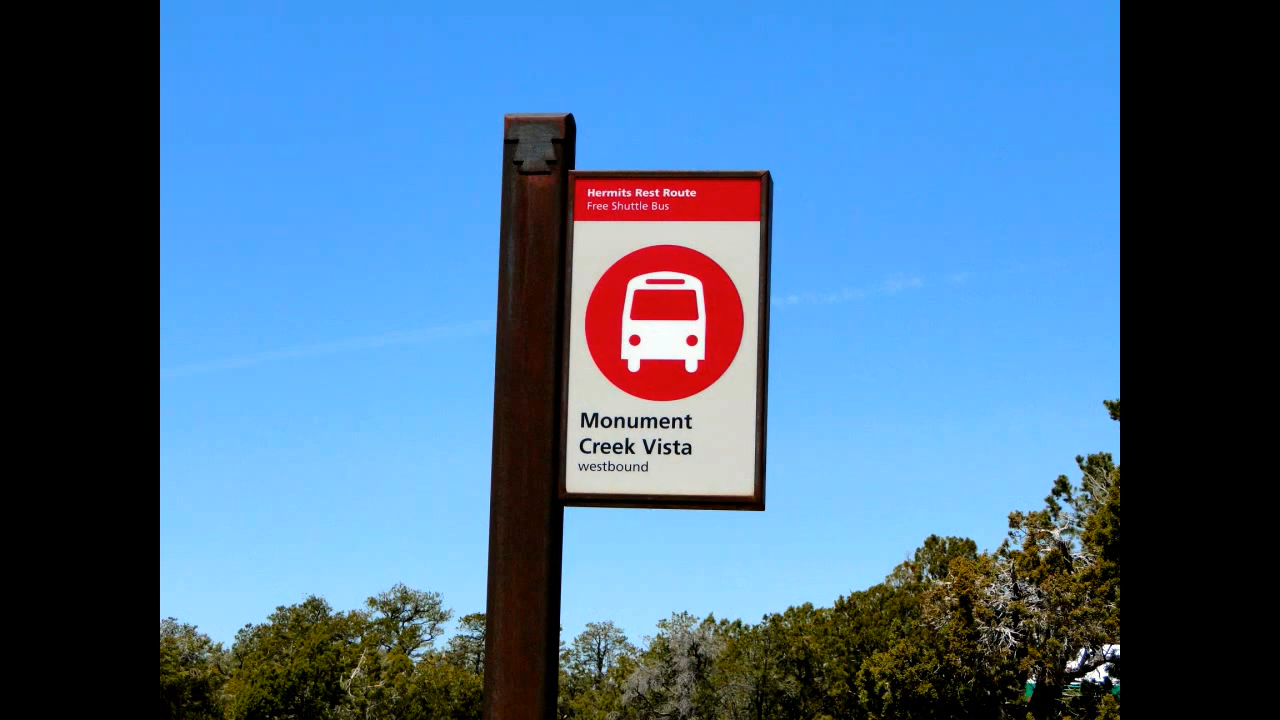 Hermits Rest Route
Free Shuttle Bus
Monument
Creek Vista
westbound